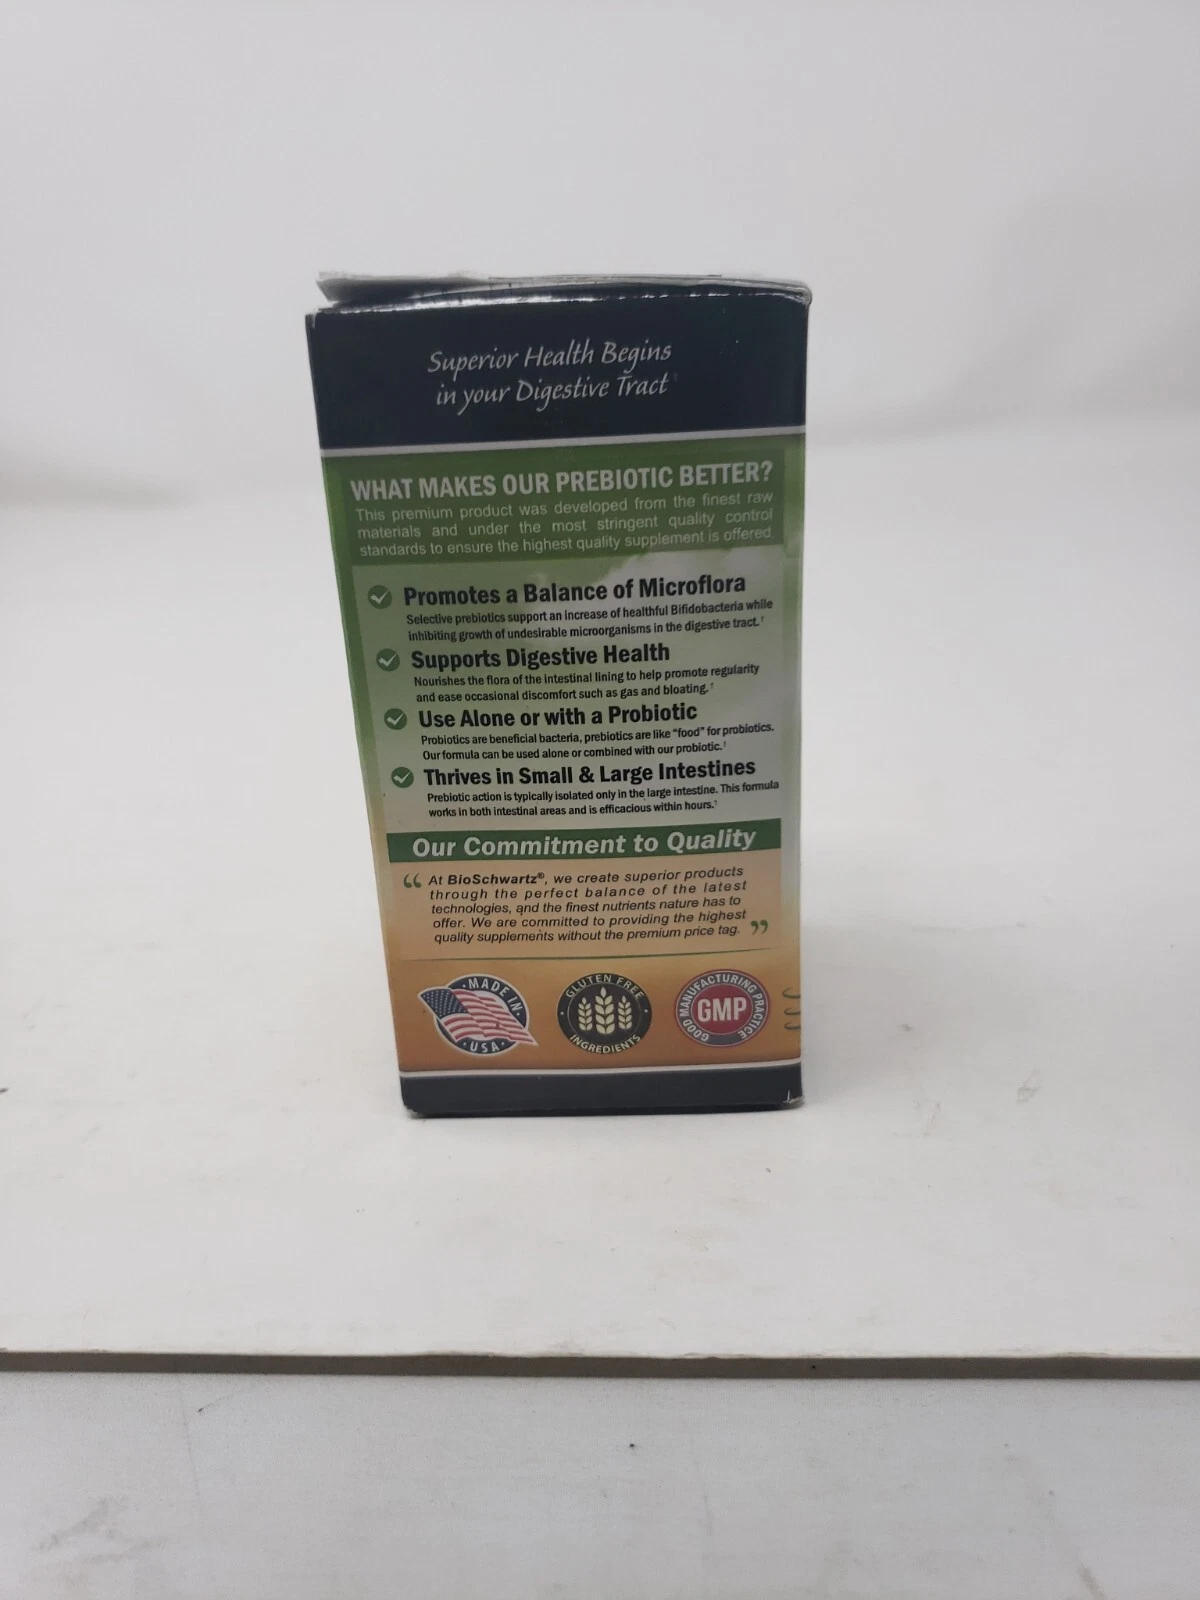 Superior Health Begins
in your Digestive Tract†
WHAT MAKES OUR PREBIOTIC BETTER?
This premium product was developed from the finest raw
materials and under the most stringent quality control
standards to ensure the highest quality supplement is offered.
Promotes a Balance of Microflora
Selective prebiotics support an increase of healthful Bifidobacteria while
inhibiting growth of undesirable microorganisms in the digestive tract.†
Supports Digestive Health
Nourishes the flora of the intestinal lining to help promote regularity
and ease occasional discomfort such as gas and bloating.†
Use Alone or with a Probiotic
Probiotics are beneficial bacteria, prebiotics are like "food" for probiotics.
Our formula can be used alone or combined with our probiotic.†
Thrives in Small & Large Intestines
Prebiotic action is typically isolated only in the large intestine. This formula
works in both intestinal areas and is efficacious within hours.†
Our Commitment to Quality
“ At BioSchwartz®, we create superior products
through the perfect balance of the latest
technologies, and the finest nutrients nature has to
offer. We are committed to providing the highest
quality supplements without the premium price tag. ”
·MADE IN·
·USA·
GLUTEN FREE
INGREDIENTS
GOOD MANUFACTURING PRACTICE
GMP